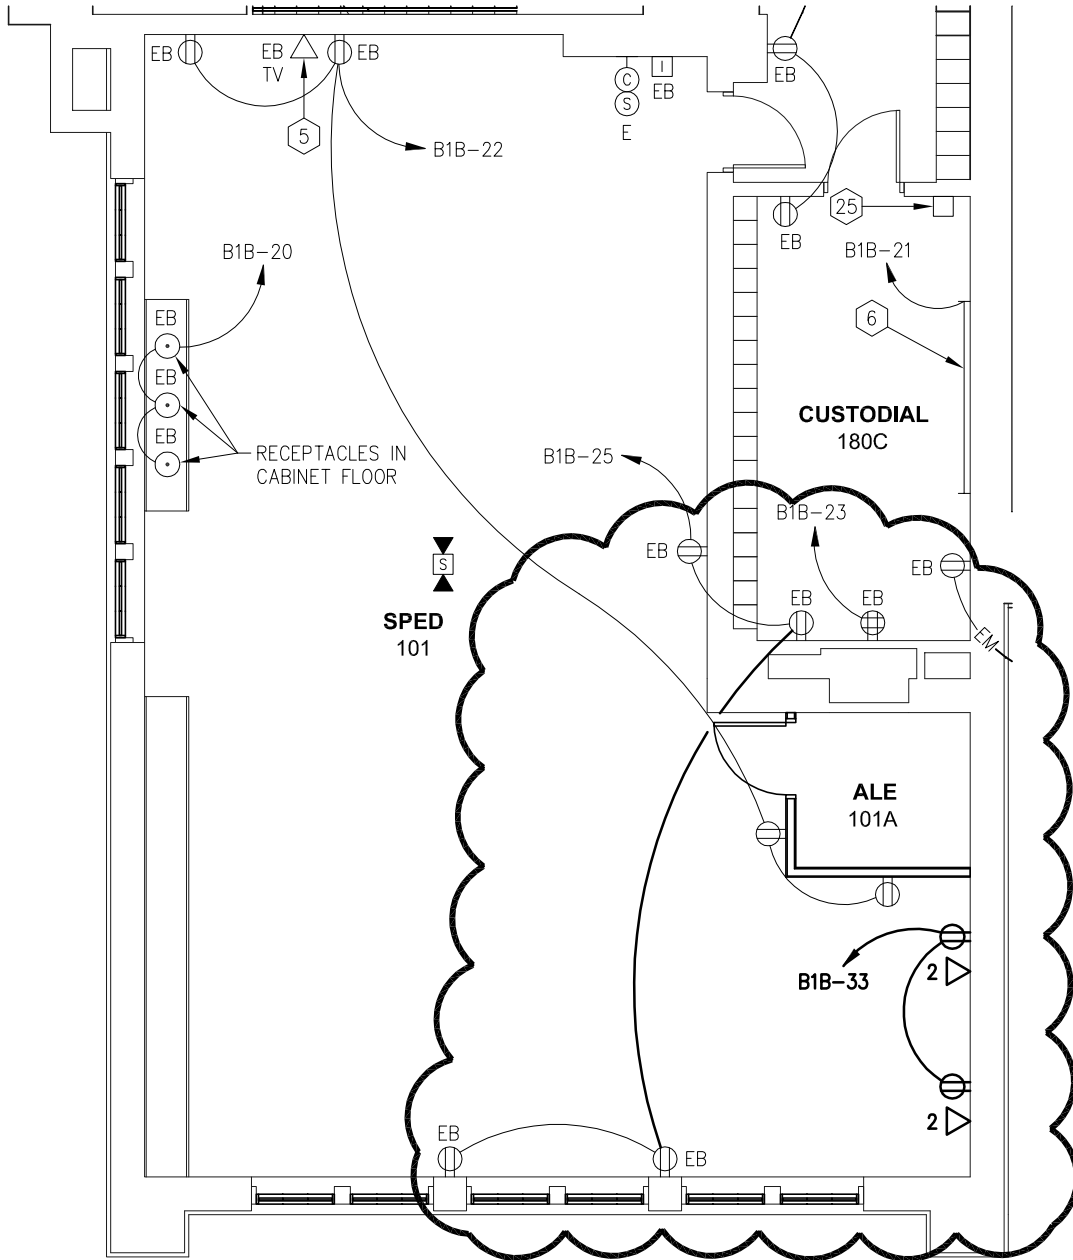 EB
EB
TV
EB
5
B1B-22
C
S
E
I
EB
EB
EB
25
B1B-20
B1B-21
6
EB
EB
EB
RECEPTACLES IN
CABINET FLOOR
CUSTODIAL
180C
B1B-25
B1B-23
EB
EB
EB
EB
EM
S
SPED
101
ALE
101A
B1B-33
2
2
EB
EB